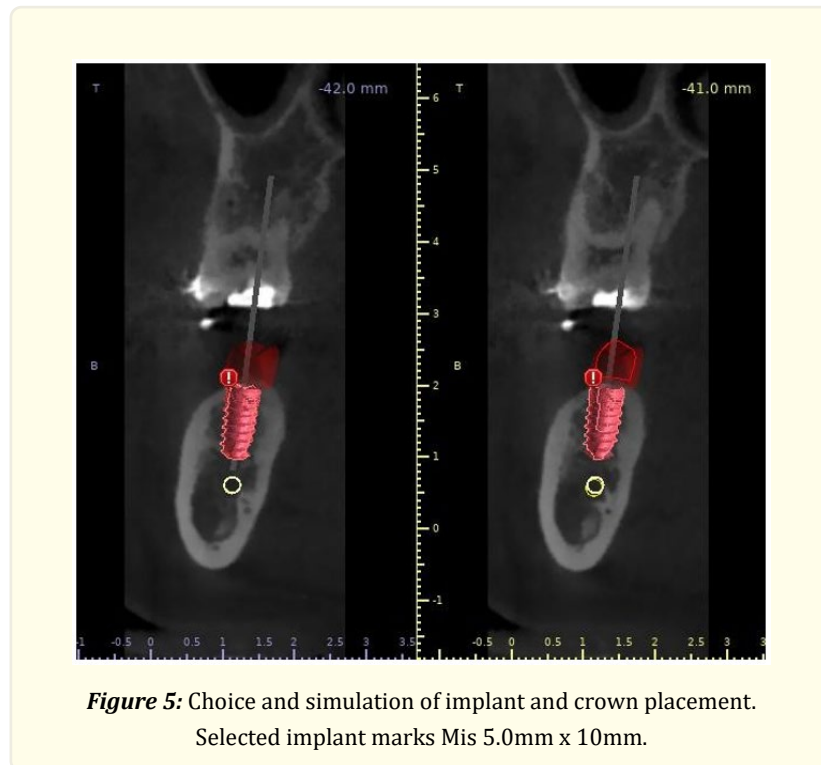 T
-42.0 mm
T
-41.0 mm
B
B
6
5
4
3
2
1
0
-1
! !
-1 -0.5 0 0.5 1 1.5 2 2.5 3 3.5
-0.5 0 0.5 1 1.5 2 2.5 3
Figure 5: Choice and simulation of implant and crown placement.
Selected implant marks Mis 5.0mm x 10mm.